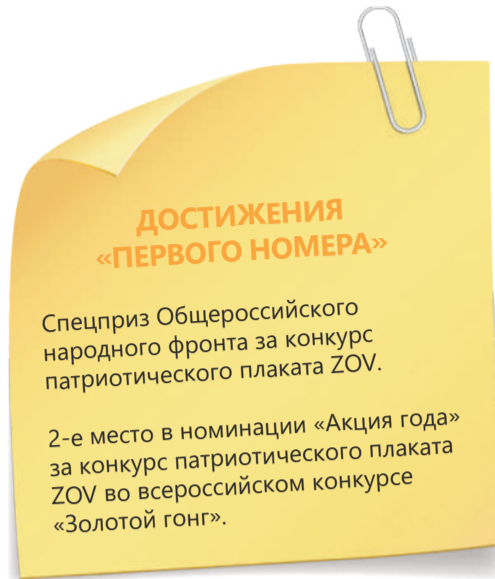 ДОСТИЖЕНИЯ
«ПЕРВОГО НОМЕРА»
Спецприз Общероссийского
народного фронта за конкурс
патриотического плаката ZOV.
2-е место в номинации «Акция года»
за конкурс патриотического плаката
ZOV во всероссийском конкурсе
«Золотой гонг».